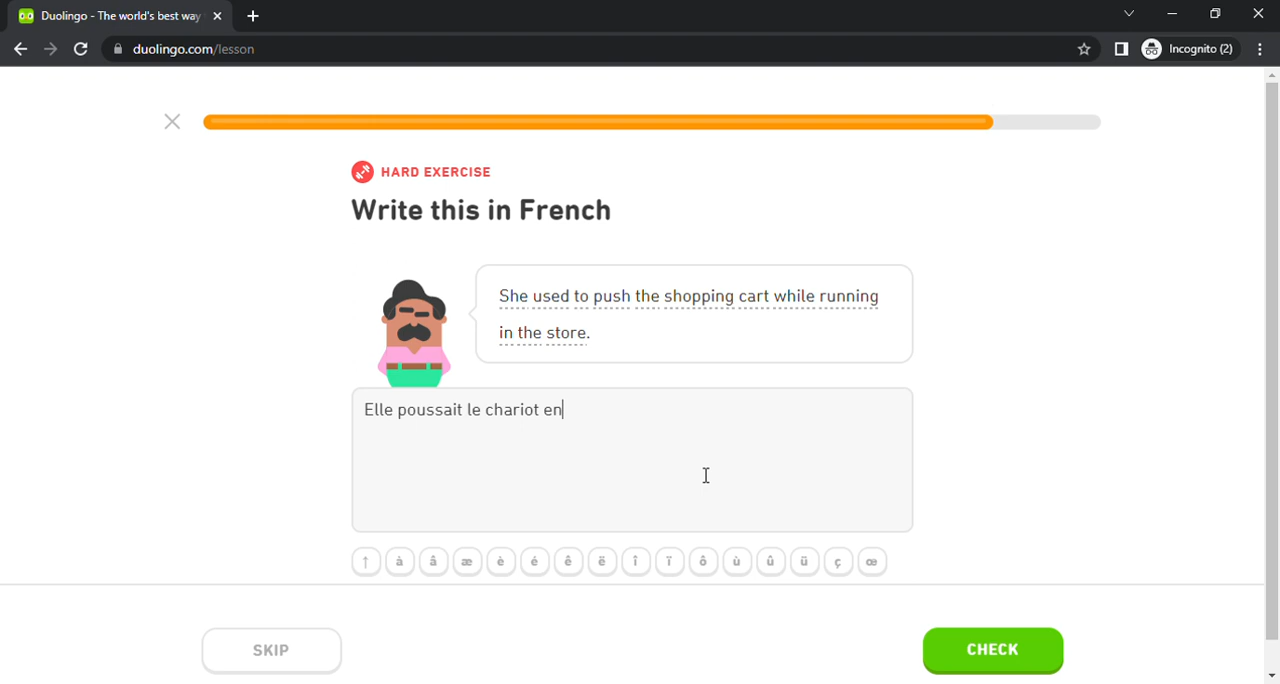 Duolingo - The world's best way
duolingo.com/lesson
Incognito (2)
HARD EXERCISE
Write this in French
She used to push the shopping cart while running
in the store.
Elle poussait le chariot en
↑ à â æ è é ê ë î ï ô ù û ü ç œ
SKIP
CHECK